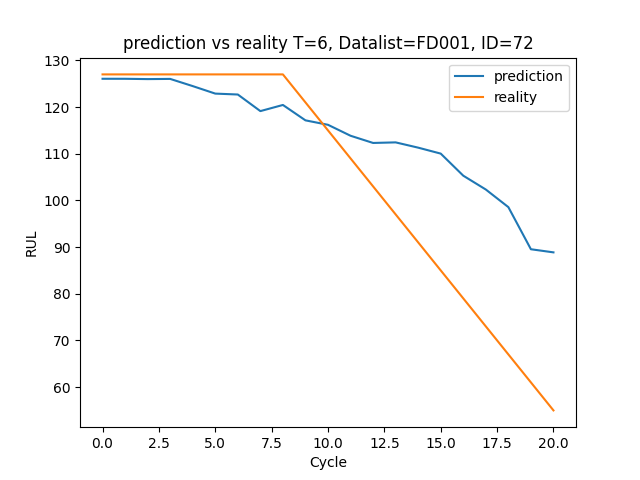 prediction vs reality T=6, Datalist=FD001, ID=72
prediction
reality
130
120
110
100
90
80
70
60
RUL
0.0 2.5 5.0 7.5 10.0 12.5 15.0 17.5 20.0
Cycle